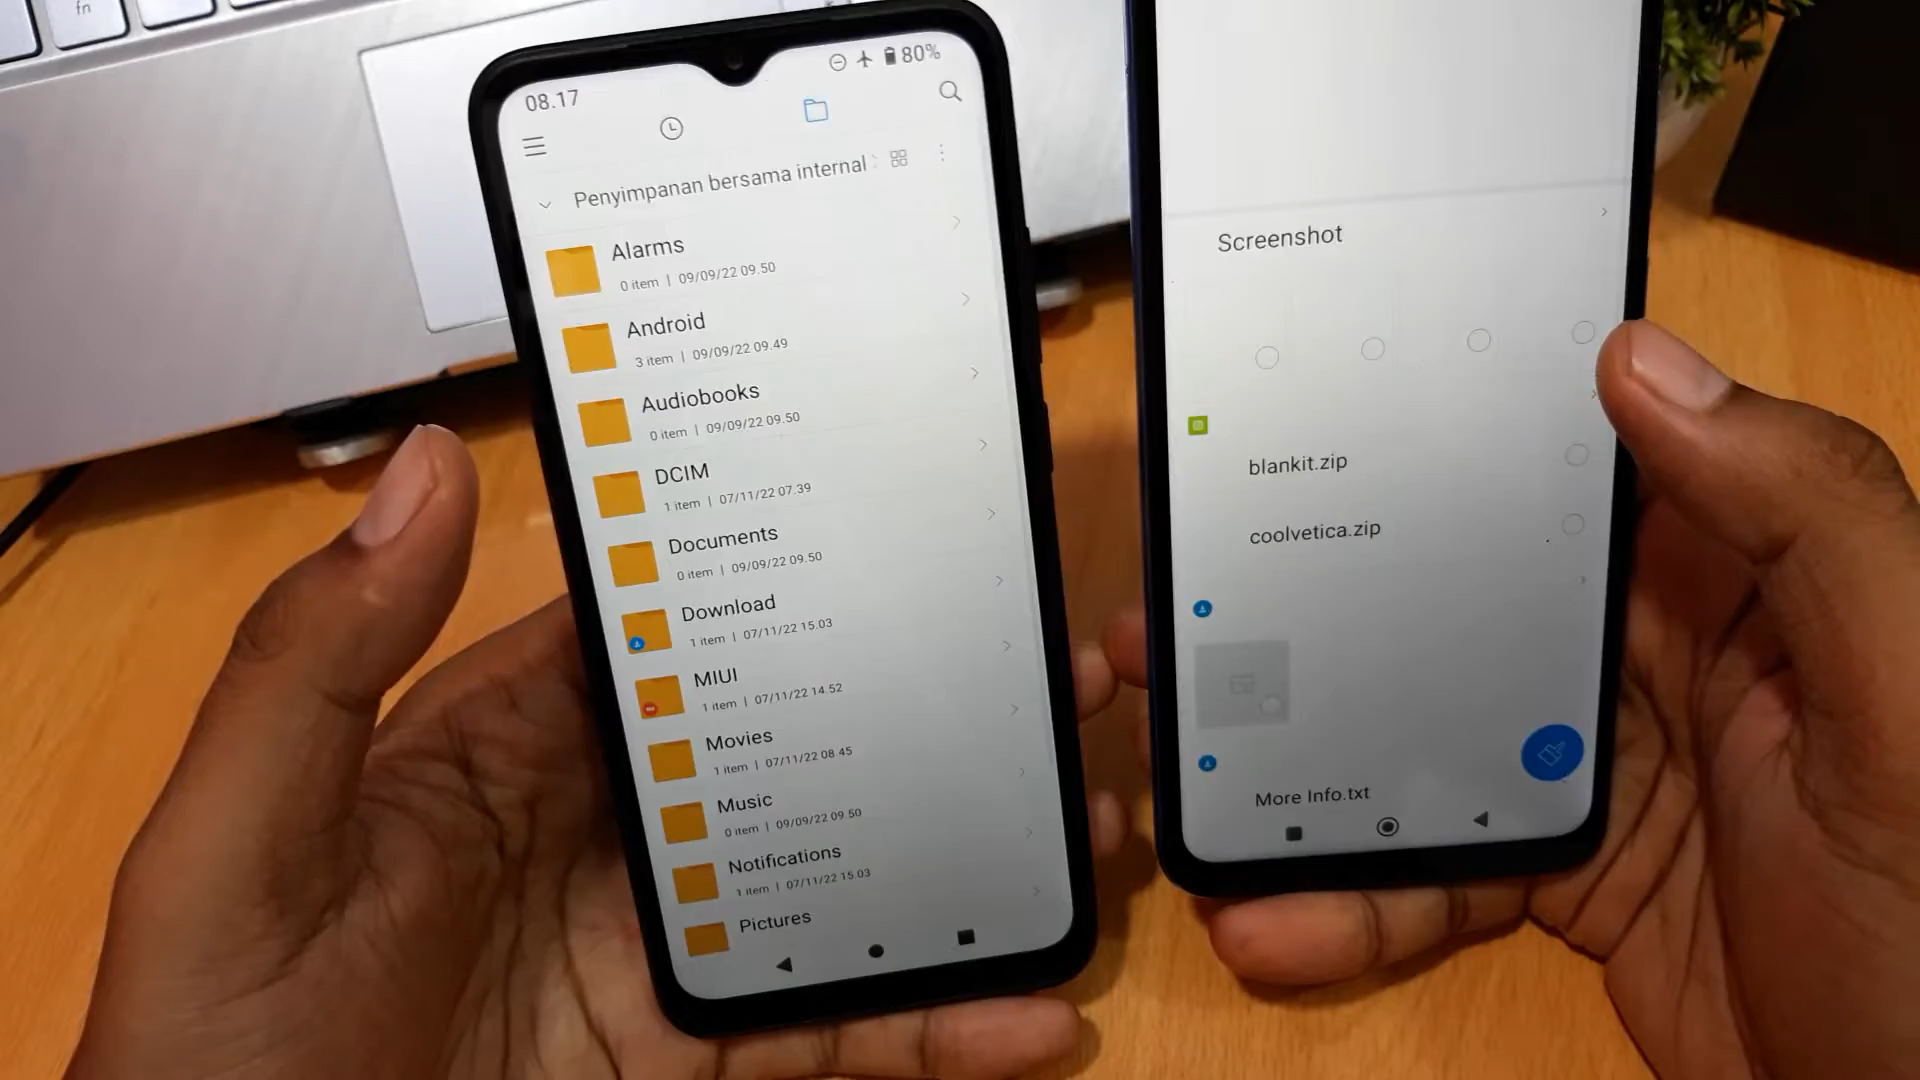 fn
08.17
80%
Penyimpanan bersama internal
Alarms
0 item | 09/09/22 09.50
Android
3 item | 09/09/22 09.49
Audiobooks
0 item | 09/09/22 09.50
DCIM
1 item | 07/11/22 07.39
Documents
0 item | 09/09/22 09.50
Download
1 item | 07/11/22 15.03
MIUI
1 item | 07/11/22 14.52
Movies
1 item | 07/11/22 08.45
Music
0 item | 09/09/22 09.50
Notifications
1 item | 07/11/22 15.03
Pictures
Screenshot
blankit.zip
coolvetica.zip
More Info.txt